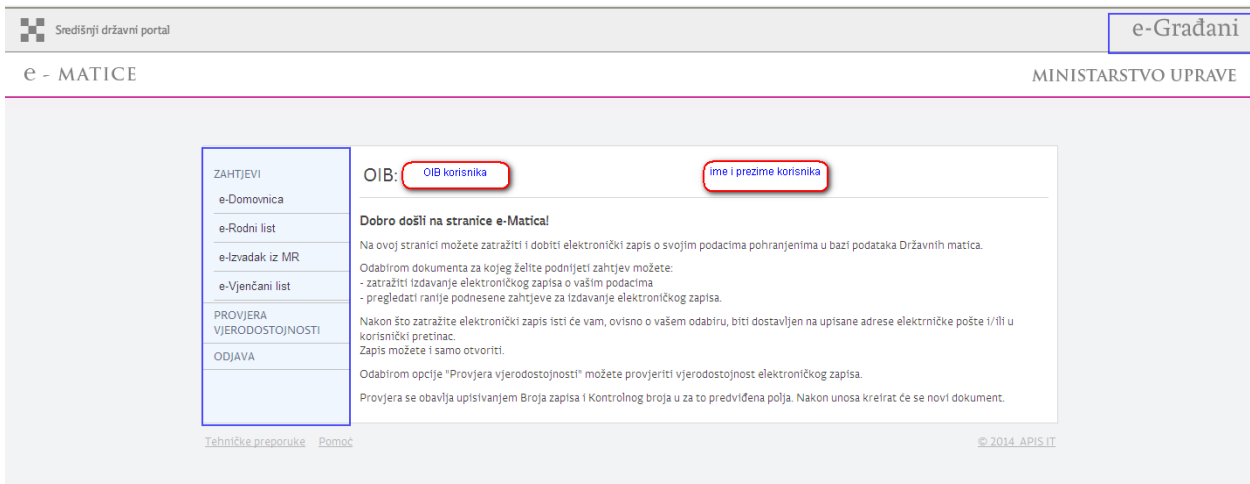 Središnji državni portal
e-Građani
e - MATICE
MINISTARSTVO UPRAVE
ZAHTJEVI
e-Domovnica
e-Rodni list
e-Izvadak iz MR
e-Vjenčani list
PROVJERA
VJERODOSTOJNOSTI
ODJAVA
OIB: OIB korisnika
ime i prezime korisnika
Dobro došli na stranice e-Matica!
Na ovoj stranici možete zatražiti i dobiti elektronički zapis o svojim podacima pohranjenima u bazi podataka Državnih matica.
Odabirom dokumenta za kojeg želite podnijeti zahtjev možete:
- zatražiti izdavanje elektroničkog zapisa o vašim podacima
- pregledati ranije podnesene zahtjeve za izdavanje elektroničkog zapisa.
Nakon što zatražite elektronički zapis isti će vam, ovisno o vašem odabiru, biti dostavljen na upisane adrese elektrničke pošte i/ili u
korisnički pretinac.
Zapis možete i samo otvoriti.
Odabirom opcije "Provjera vjerodostojnosti" možete provjeriti vjerodostojnost elektroničkog zapisa.
Provjera se obavlja upisivanjem Broja zapisa i Kontrolnog broja u za to predviđena polja. Nakon unosa kreirat će se novi dokument.
Tehničke preporuke Pomoć
© 2014 APIS IT